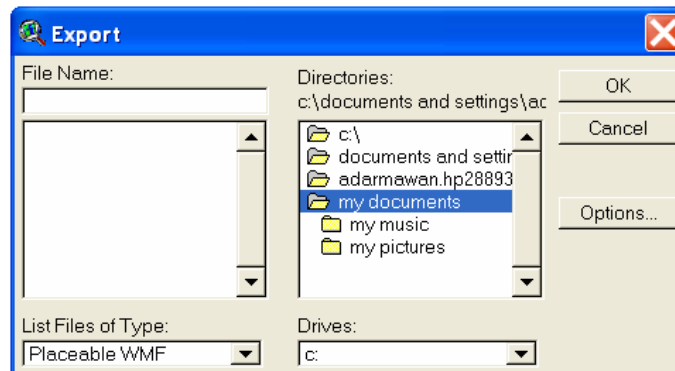 Export
File Name:
Directories:
c:\documents and settings\ac
OK
Cancel
Options...
c:\
documents and settir
adarmawan.hp28893
my documents
my music
my pictures
List Files of Type:
Placeable WMF
Drives:
c: